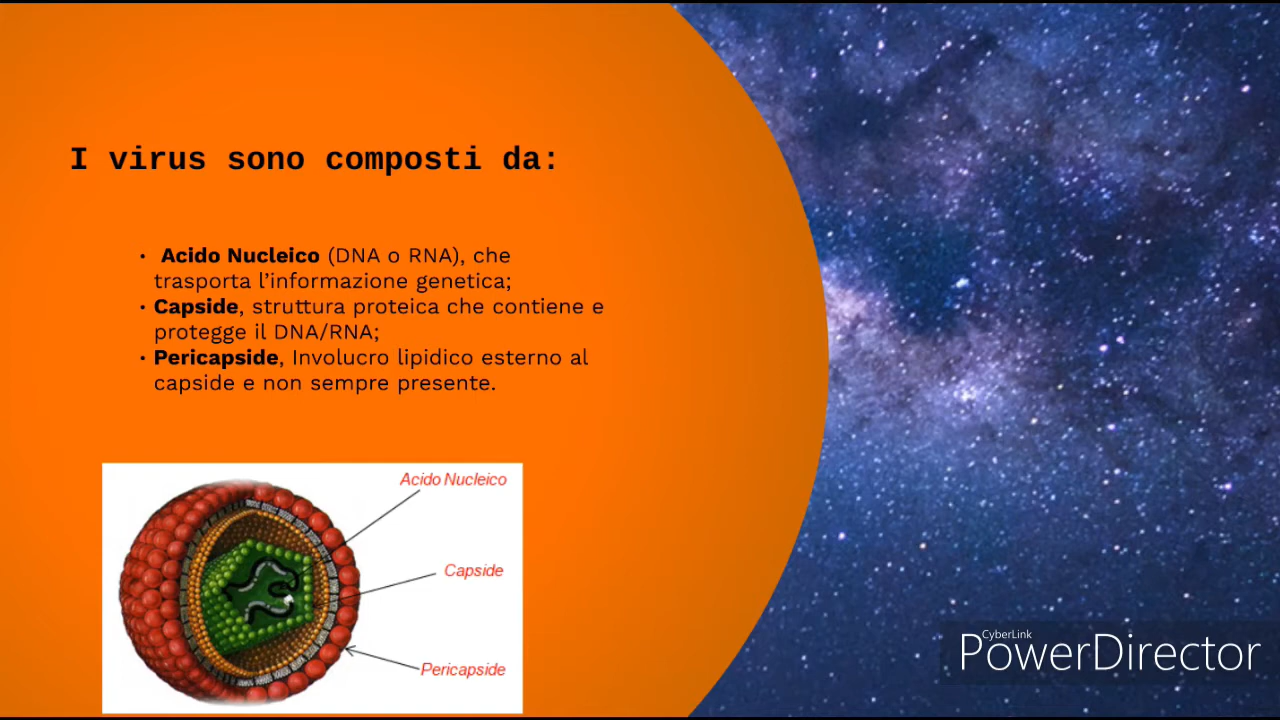 I virus sono composti da:
• Acido Nucleico (DNA o RNA), che
trasporta l’informazione genetica;
• Capside, struttura proteica che contiene e
protegge il DNA/RNA;
• Pericapside, Involucro lipidico esterno al
capside e non sempre presente.
Acido Nucleico
Capside
Pericapside
CyberLink
PowerDirector